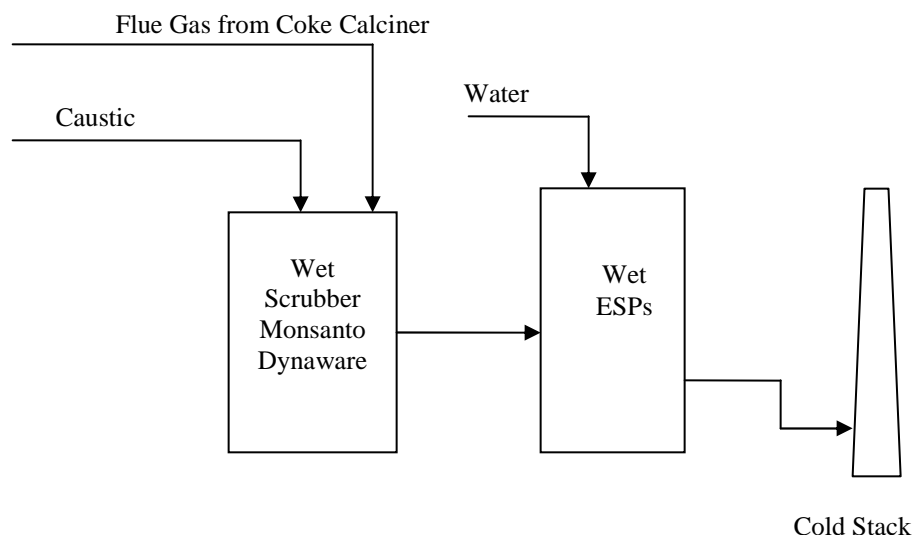 Flue Gas from Coke Calciner
Caustic
Water
Wet
Scrubber
Monsanto
Dynaware
Wet
ESPs
Cold Stack